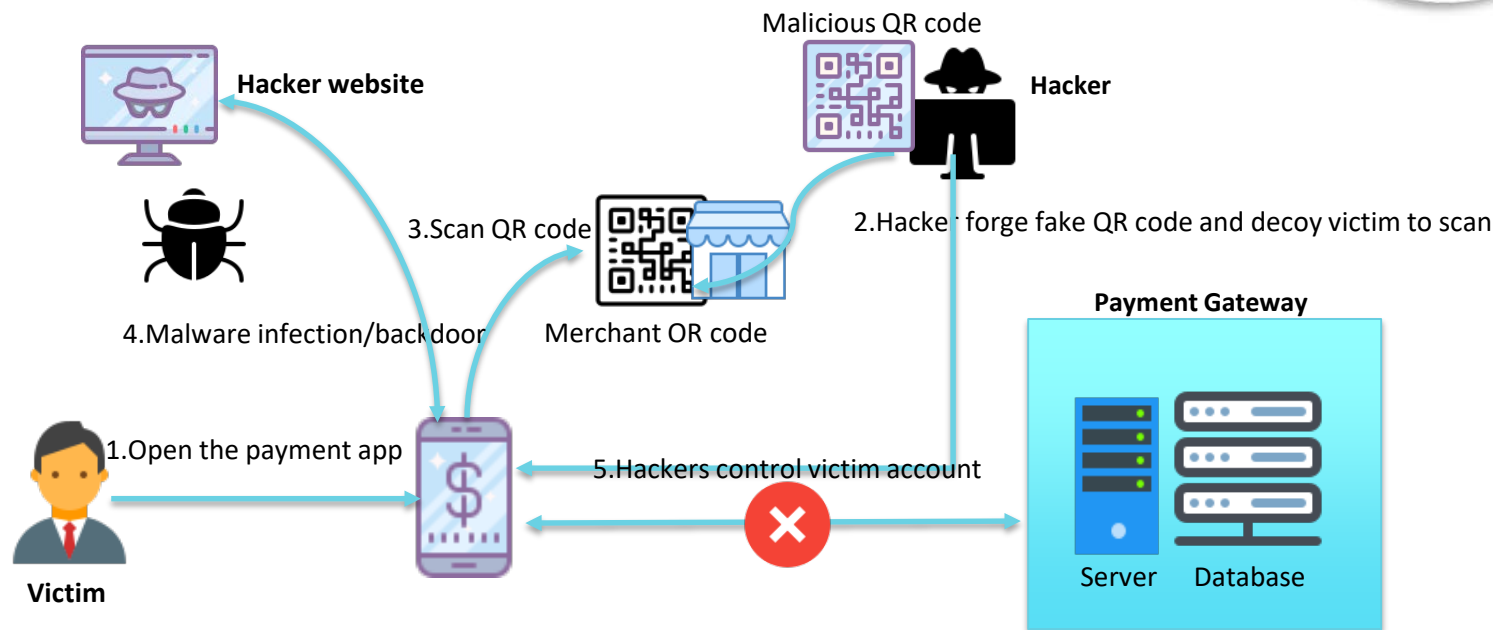 Malicious QR code
Hacker website
Hacker
3.Scan QR code
2.Hacker forge fake QR code and decoy victim to scan
Payment Gateway
4.Malware infection/backdoor
Merchant OR code
1.Open the payment app
5.Hackers control victim account
$
Server
Database
Victim